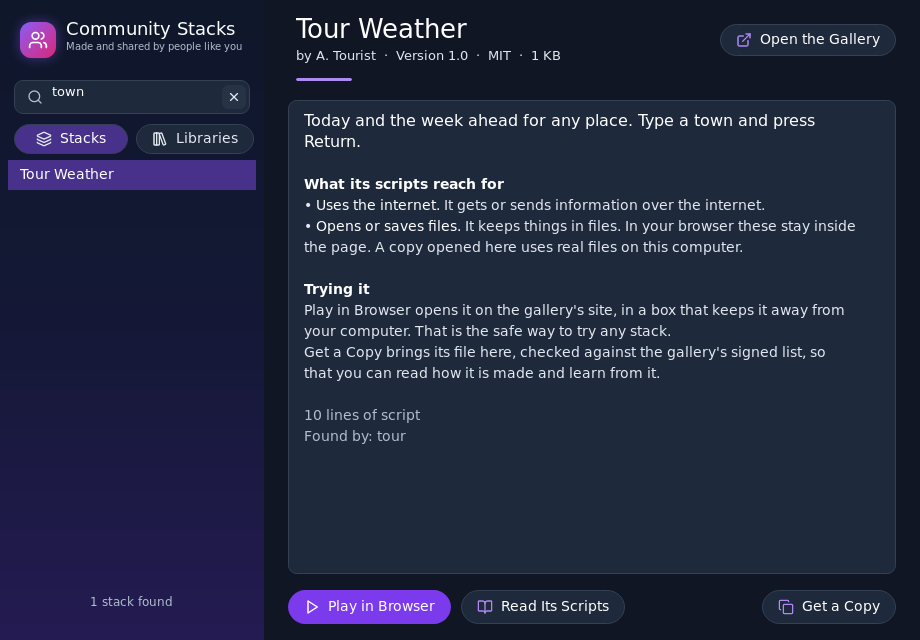 Community Stacks
Made and shared by people like you
town
Stacks
Libraries
Tour Weather
1 stack found
Tour Weather
by A. Tourist · Version 1.0 · MIT · 1 KB
Open the Gallery
Today and the week ahead for any place. Type a town and press
Return.
What its scripts reach for
• Uses the internet. It gets or sends information over the internet.
• Opens or saves files. It keeps things in files. In your browser these stay inside
the page. A copy opened here uses real files on this computer.
Trying it
Play in Browser opens it on the gallery's site, in a box that keeps it away from
your computer. That is the safe way to try any stack.
Get a Copy brings its file here, checked against the gallery's signed list, so
that you can read how it is made and learn from it.
10 lines of script
Found by: tour
Play in Browser
Read Its Scripts
Get a Copy